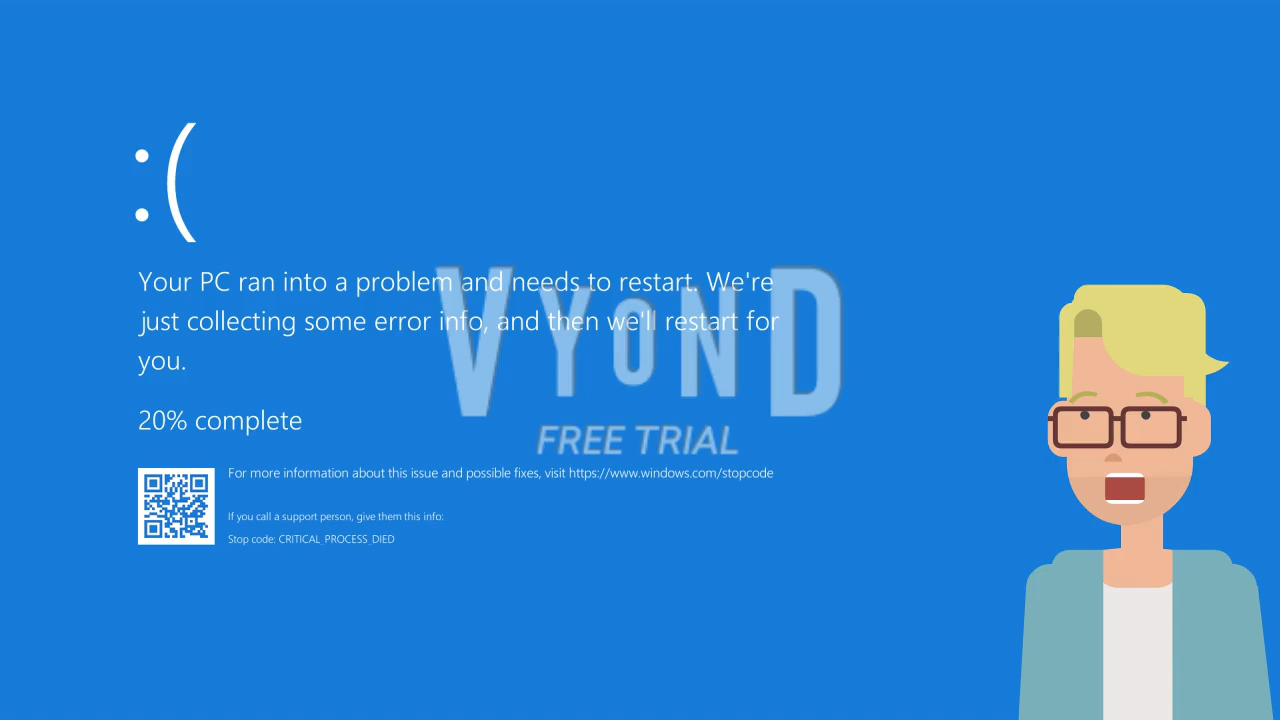 :(
Your PC ran into a problem and needs to restart. We're
just collecting some error info, and then we'll restart for
you.
20% complete
For more information about this issue and possible fixes, visit https://www.windows.com/stopcode
If you call a support person, give them this info:
Stop code: CRITICAL_PROCESS_DIED
VYOND
FREE TRIAL